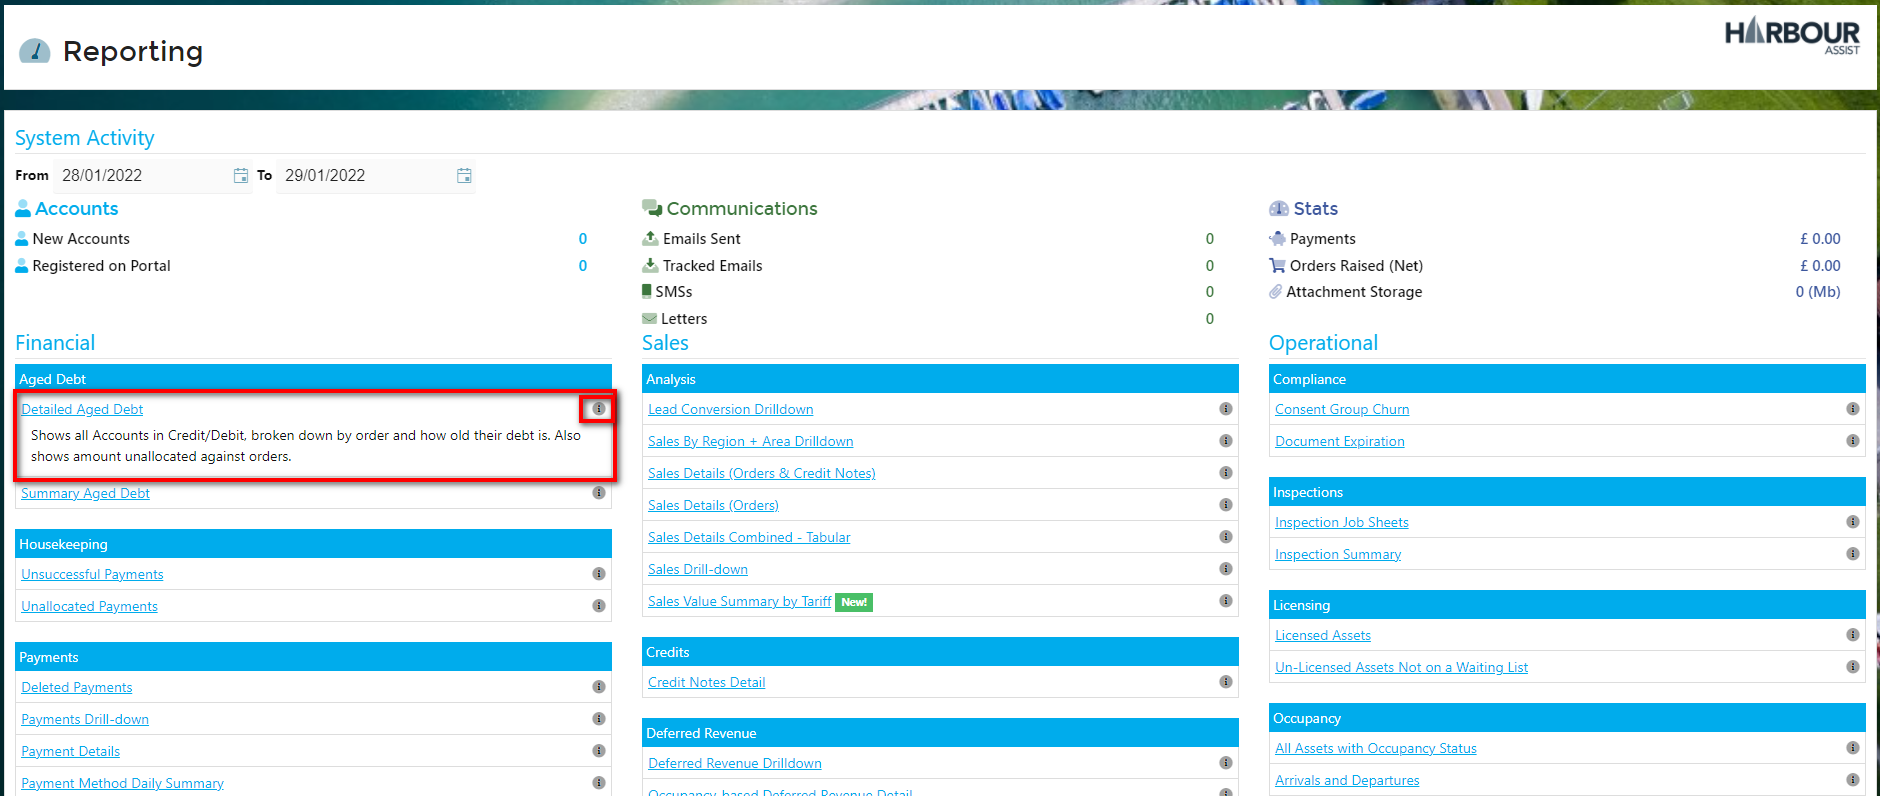 Reporting
HARBOUR
ASSIST
System Activity
From 28/01/2022 To 29/01/2022
Accounts
New Accounts 0
Registered on Portal 0
Communications
Emails Sent 0
Tracked Emails 0
SMSs 0
Letters 0
Stats
Payments £ 0.00
Orders Raised (Net) £ 0.00
Attachment Storage 0 (Mb)
Financial
Aged Debt
Detailed Aged Debt
Shows all Accounts in Credit/Debit, broken down by order and how old their debt is. Also
shows amount unallocated against orders.
Summary Aged Debt
Housekeeping
Unsuccessful Payments
Unallocated Payments
Payments
Deleted Payments
Payments Drill-down
Payment Details
Payment Method Daily Summary
Sales
Analysis
Lead Conversion Drilldown
Sales By Region + Area Drilldown
Sales Details (Orders & Credit Notes)
Sales Details (Orders)
Sales Details Combined - Tabular
Sales Drill-down
Sales Value Summary by Tariff New!
Credits
Credit Notes Detail
Deferred Revenue
Deferred Revenue Drilldown
Occupancy-based Deferred Revenue Detail
Operational
Compliance
Consent Group Churn
Document Expiration
Inspections
Inspection Job Sheets
Inspection Summary
Licensing
Licensed Assets
Un-Licensed Assets Not on a Waiting List
Occupancy
All Assets with Occupancy Status
Arrivals and Departures